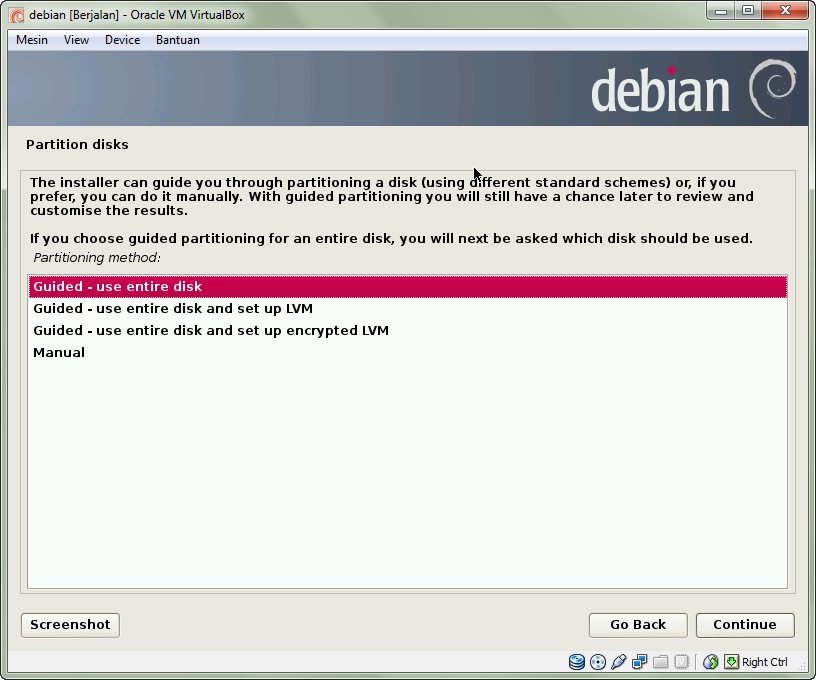 debian [Berjalan] - Oracle VM VirtualBox
Mesin View Device Bantuan
debian
Partition disks
The installer can guide you through partitioning a disk (using different standard schemes) or, if you
prefer, you can do it manually. With guided partitioning you will still have a chance later to review and
customise the results.
If you choose guided partitioning for an entire disk, you will next be asked which disk should be used.
Partitioning method:
Guided - use entire disk
Guided - use entire disk and set up LVM
Guided - use entire disk and set up encrypted LVM
Manual
Screenshot Go Back Continue
Right Ctrl